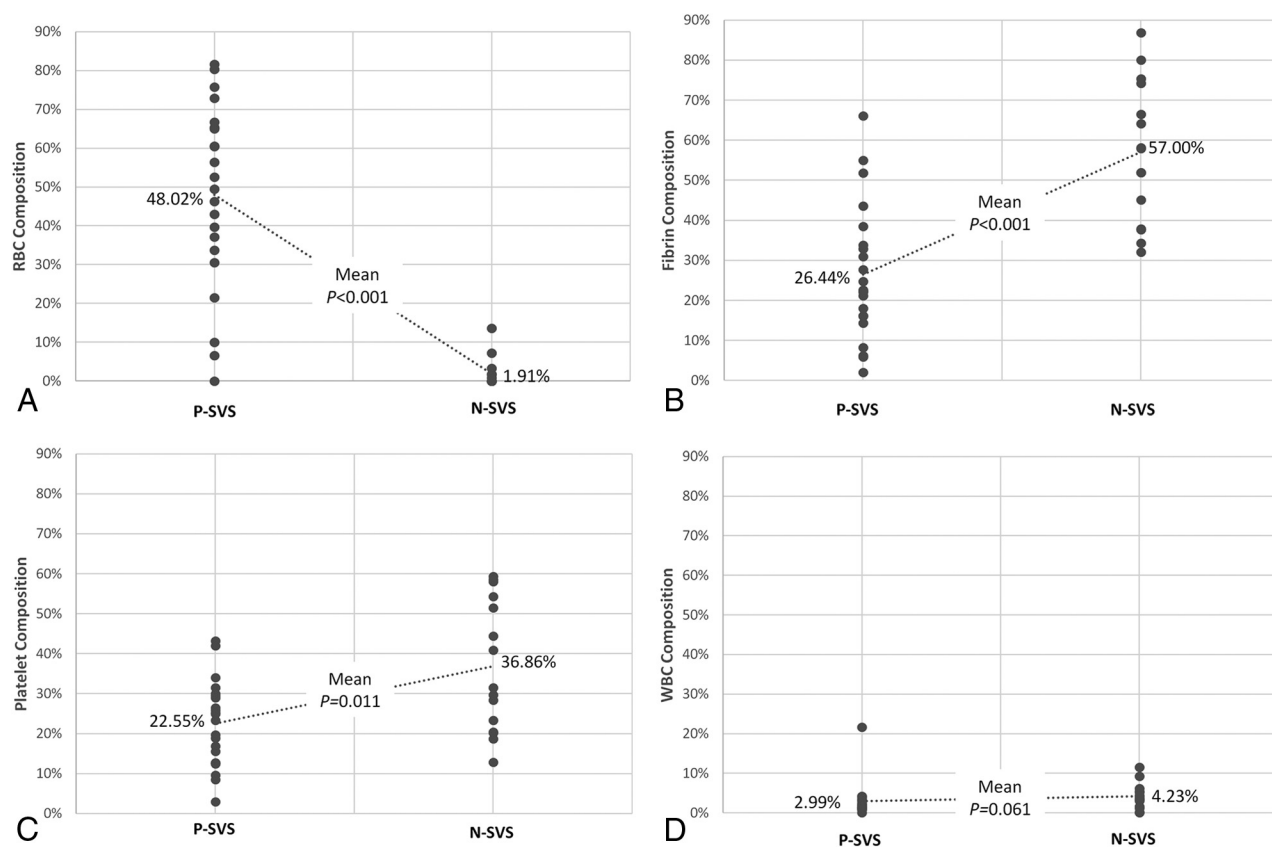 90%
80%
70%
60%
50%
40%
30%
20%
10%
0%
RBC Composition
48.02%
Mean
P<0.001
1.91%
P-SVS
N-SVS
A
90%
80%
70%
60%
50%
40%
30%
20%
10%
0%
Fibrin Composition
57.00%
Mean
P<0.001
26.44%
P-SVS
N-SVS
B
90%
80%
70%
60%
50%
40%
30%
20%
10%
0%
Platelet Composition
36.86%
Mean
P=0.011
22.55%
P-SVS
N-SVS
C
90%
80%
70%
60%
50%
40%
30%
20%
10%
0%
WBC Composition
2.99%
Mean
P=0.061
4.23%
P-SVS
N-SVS
D